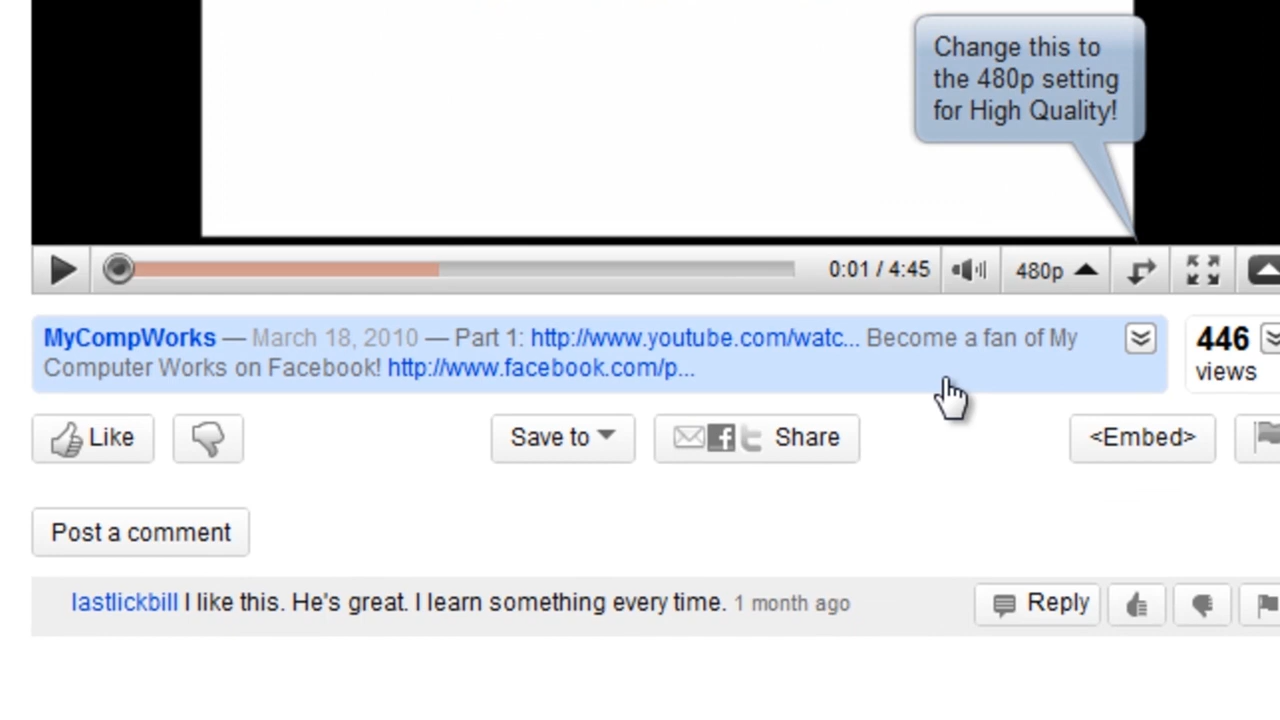 Change this to
the 480p setting
for High Quality!
0:01 / 4:45
480p
MyCompWorks — March 18, 2010 — Part 1: http://www.youtube.com/watc... Become a fan of My
Computer Works on Facebook! http://www.facebook.com/p...
446
views
Like
Save to
Share
<Embed>
Post a comment
lastlickbill I like this. He's great. I learn something every time. 1 month ago
Reply